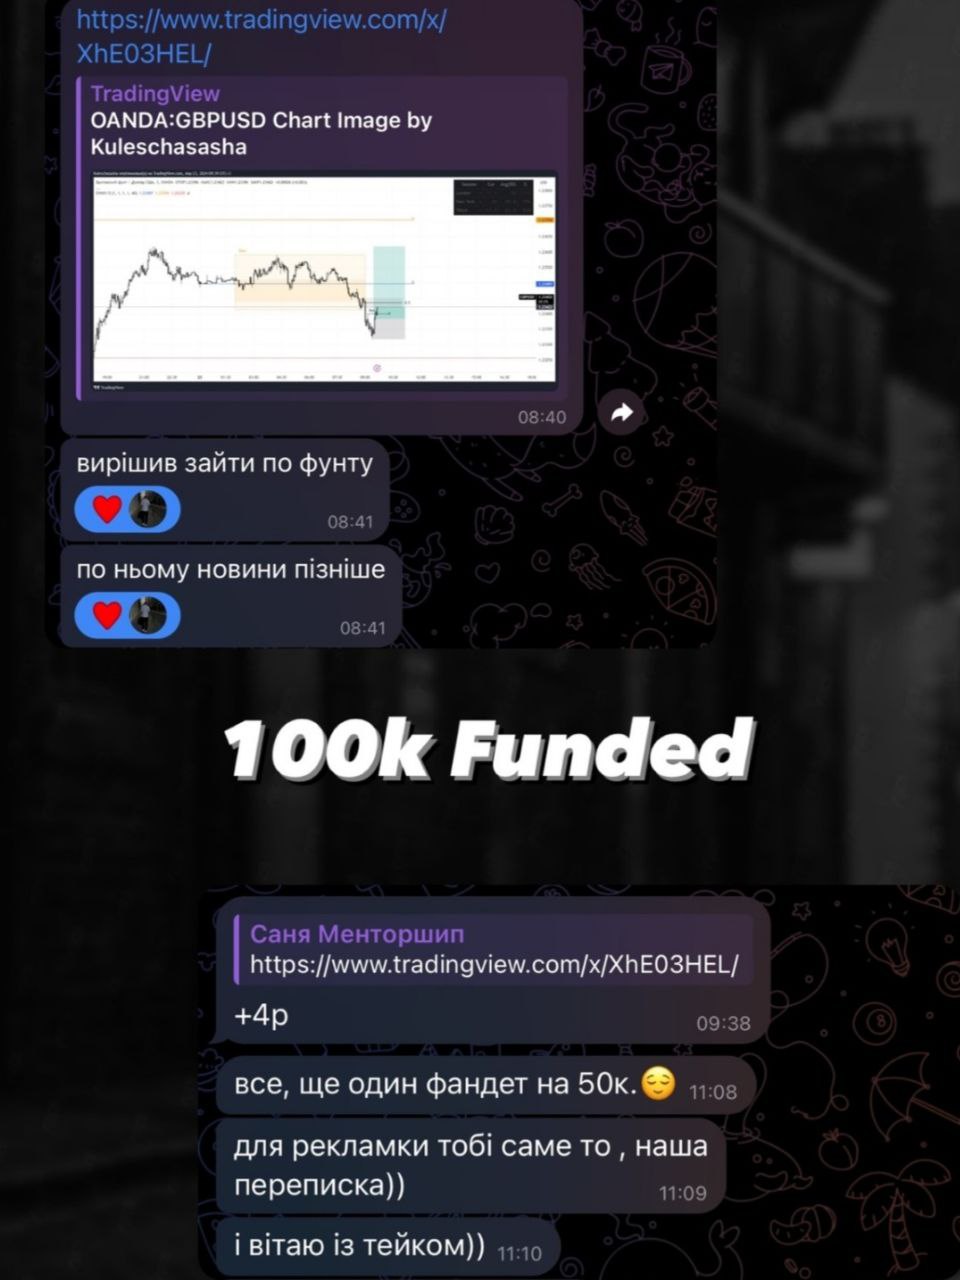 https://www.tradingview.com/x/
XhE03HEL/
TradingView
OANDA:GBPUSD Chart Image by
Kuleschasasha
08:40
вирішив зайти по фунту
08:41
по ньому новини пізніше
08:41
100k Funded
Саня Менторшип
https://www.tradingview.com/x/XhE03HEL/
+4р
09:38
все, ще один фандет на 50к.😌 11:08
для рекламки тобі саме то , наша
переписка))
11:09
і вітаю із тейком)) 11:10